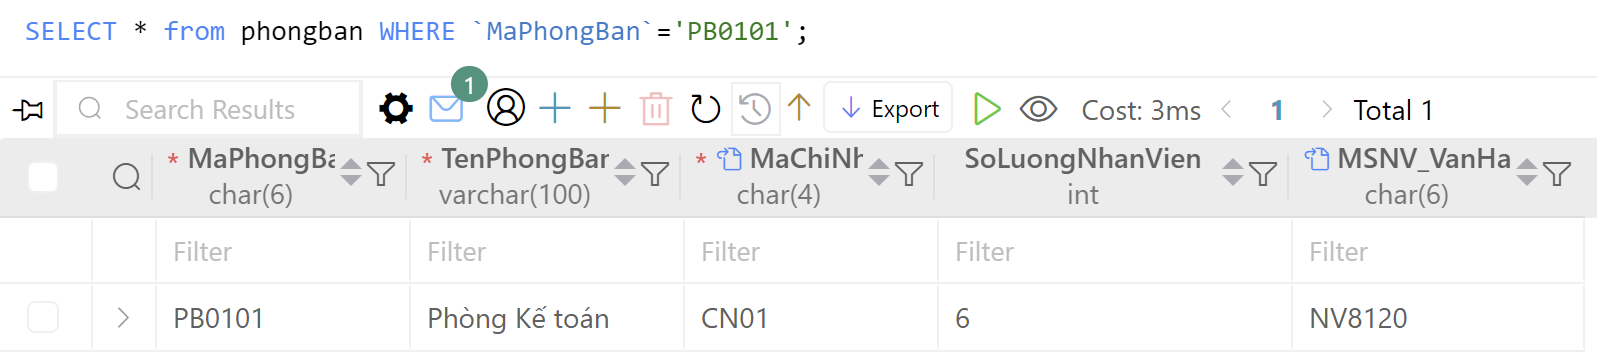 SELECT * from phongban WHERE `MaPhongBan`='PB0101';
1
Search Results
Export
Cost: 3ms
1
Total 1
* MaPhongBa
* TenPhongBar
* MaChiNh
SoLuongNhanVien
MSNV_VanHa
char(6)
varchar(100)
char(4)
int
char(6)
Filter
Filter
Filter
Filter
Filter
PB0101
Phòng Kế toán
CN01
6
NV8120